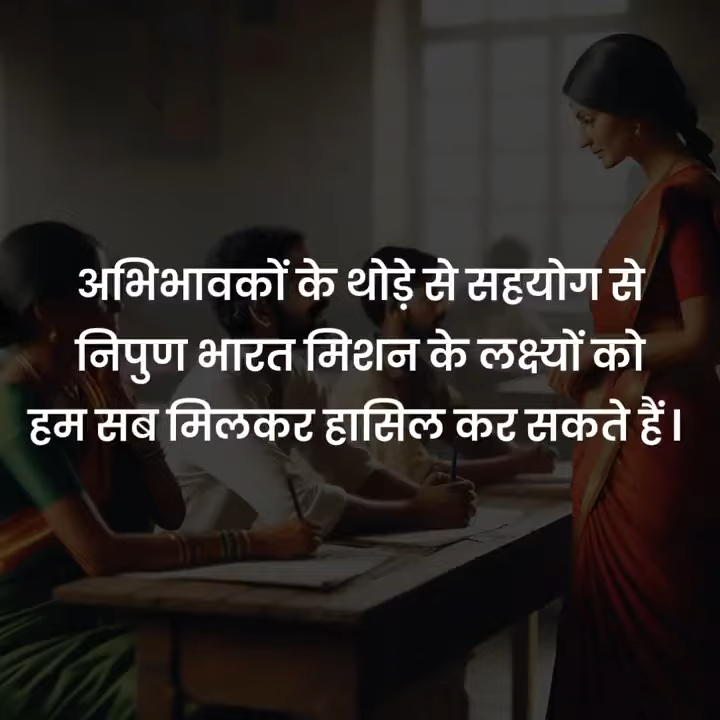 अभिभावकों के थोड़े से सहयोग से
निपुण भारत मिशन के लक्ष्यों को
हम सब मिलकर हासिल कर सकते हैं।